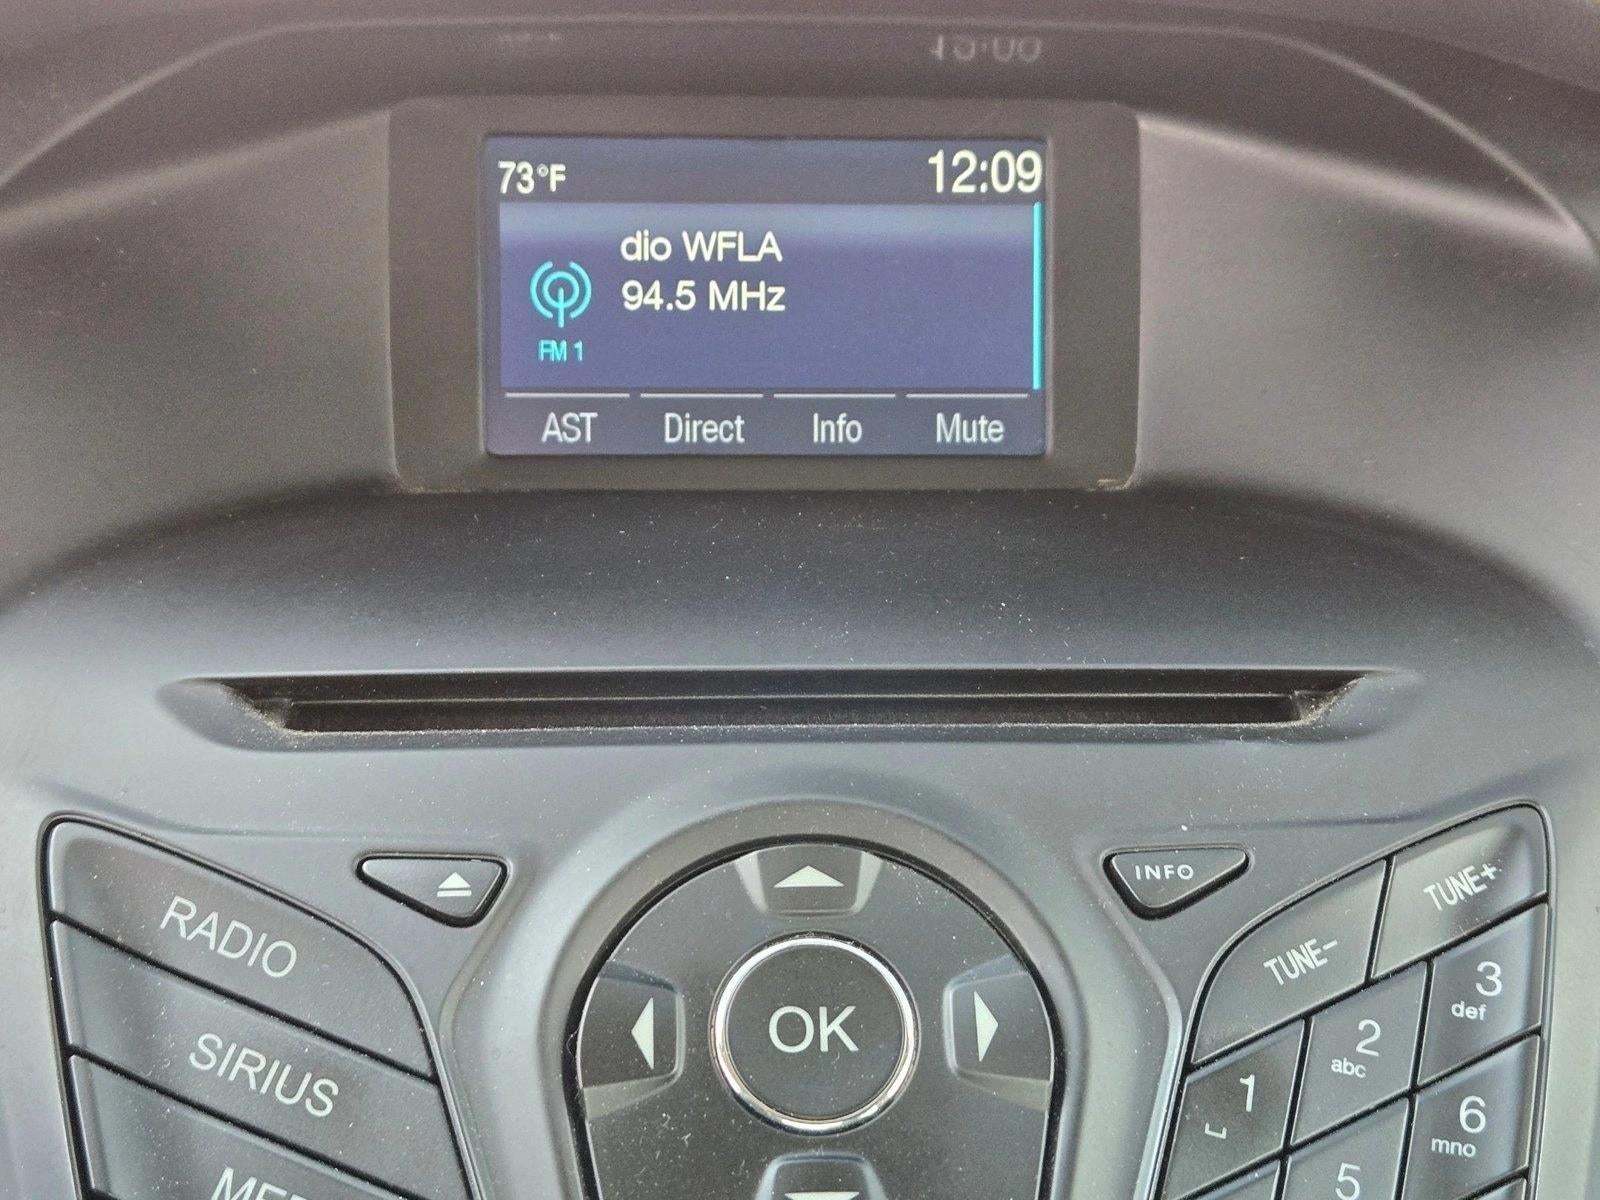 73°F
12:09
dio WFLA
94.5 MHz
FM 1
AST Direct Info Mute
RADIO
INFO
TUNE-
TUNE+
SIRIUS
OK
1
2
abc
3
def
5
6
mno